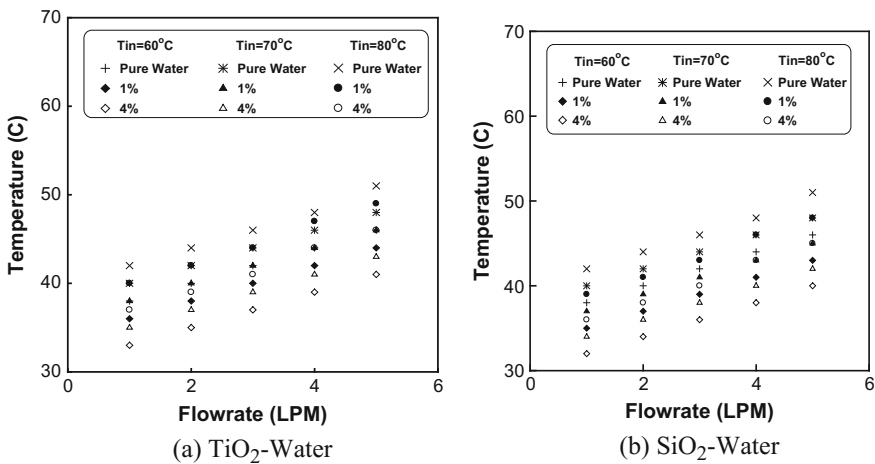 70
60
50
40
30
0
2
4
6
Temperature (C)
Flowrate (LPM)
Tin=60°C Tin=70°C Tin=80°C
Pure Water Pure Water Pure Water
1% 1% 1%
4% 4% 4%
(a) TiO2-Water
70
60
50
40
30
0
2
4
6
Temperature (C)
Flowrate (LPM)
Tin=60°C Tin=70°C Tin=80°C
Pure Water Pure Water Pure Water
1% 1% 1%
4% 4% 4%
(b) SiO2-Water